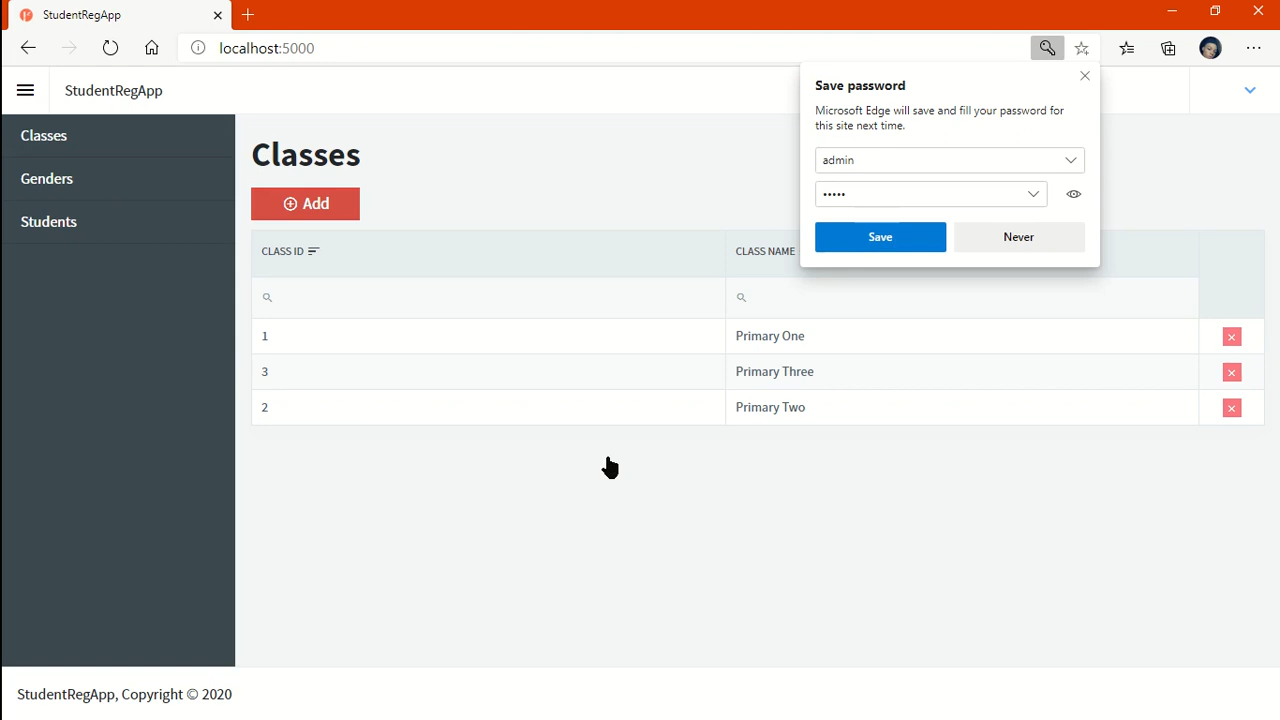 StudentRegApp
localhost:5000
StudentRegApp
Save password
Microsoft Edge will save and fill your password for
this site next time.
admin
•••••
Save
Never
Classes
Genders
Students
Classes
Add
CLASS ID
CLASS NAME
1
Primary One
3
Primary Three
2
Primary Two
StudentRegApp, Copyright © 2020